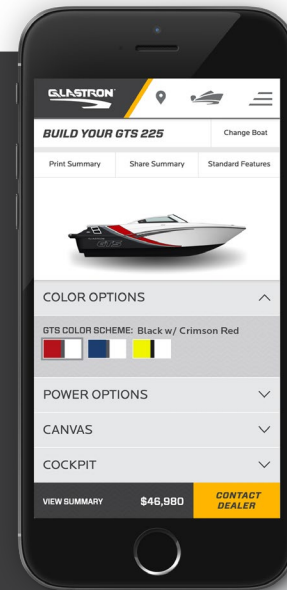 GLASTRON
BUILD YOUR GTS 225
Change Boat
Print Summary
Share Summary
Standard Features
GTS
COLOR OPTIONS
GTS COLOR SCHEME: Black w/ Crimson Red
POWER OPTIONS
CANVAS
COCKPIT
VIEW SUMMARY
$46,980
CONTACT
DEALER